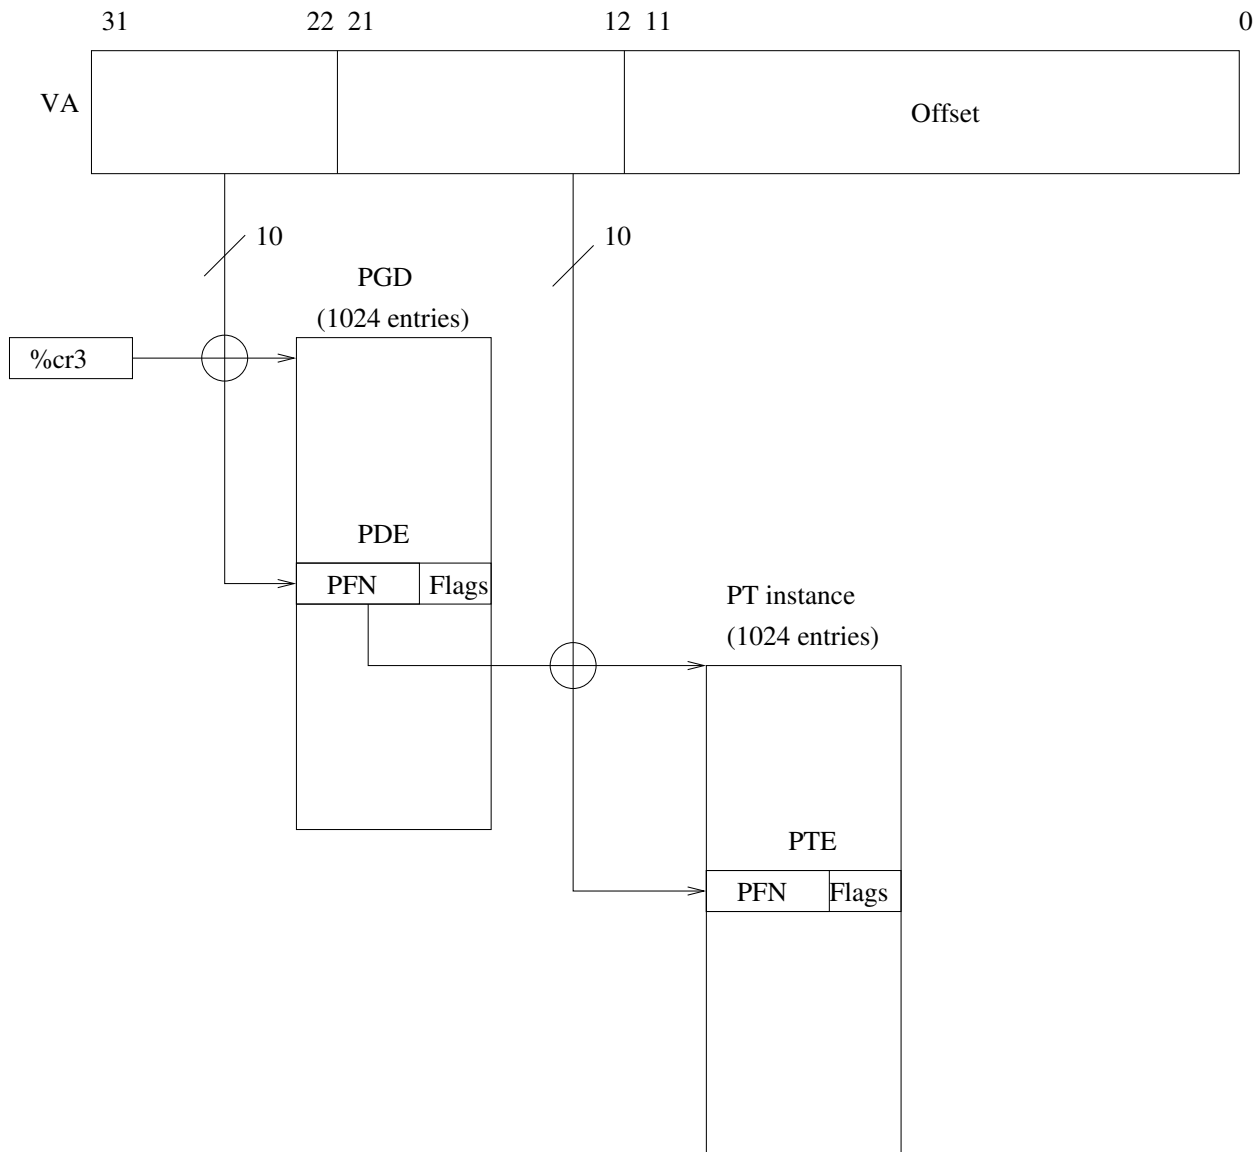 31 22 21 12 11 0
VA
Offset
10
10
PGD
(1024 entries)
%cr3
PDE
PFN Flags
PT instance
(1024 entries)
PTE
PFN Flags